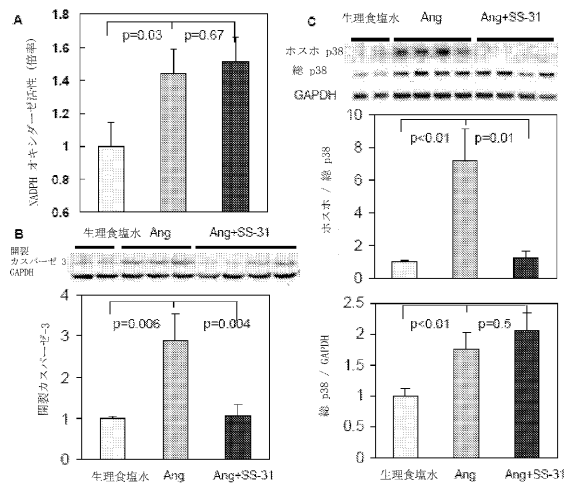 A
p=0.03
p=0.67
NADPH オキシダーゼ活性 (倍率)
1.8
1.6
1.4
1.2
1
0.8
0.6
B
生理食塩水 Ang Ang+SS-31
開裂
カスパーゼ-3
GAPDH
p=0.006
p=0.004
開裂カスパーゼ-3
4
3
2
1
0
生理食塩水 Ang Ang+SS-31
C
生理食塩水 Ang Ang+SS-31
ホスホ p38
総 p38
GAPDH
p<0.01
p=0.01
ホスホ / 総 p38
10
8
6
4
2
0
p<0.01
p=0.5
総 p38 / GAPDH
2.5
2
1.5
1
0.5
0
生理食塩水 Ang Ang+SS-31